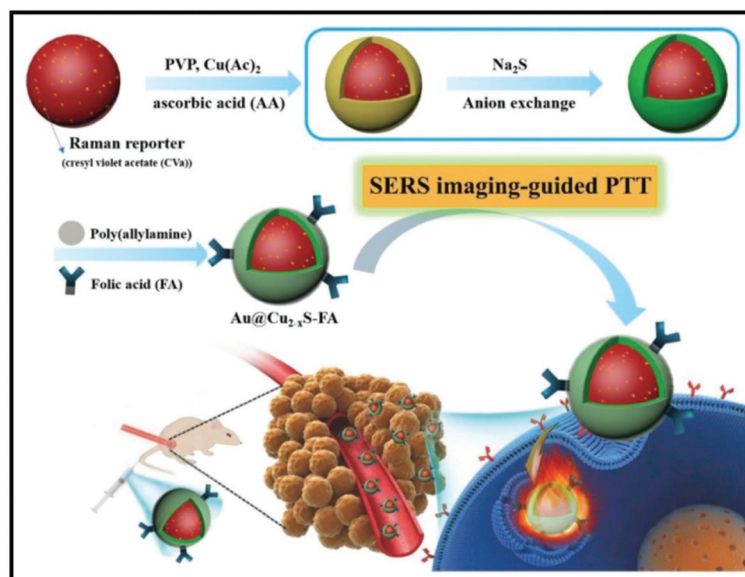 PVP, Cu(Ac)2
ascorbic acid (AA)
Na2S
Anion exchange
Raman reporter
(cresyl violet acetate (CVa))
SERS imaging-guided PTT
Poly(allylamine)
Folic acid (FA)
Au@Cu2-xS-FA